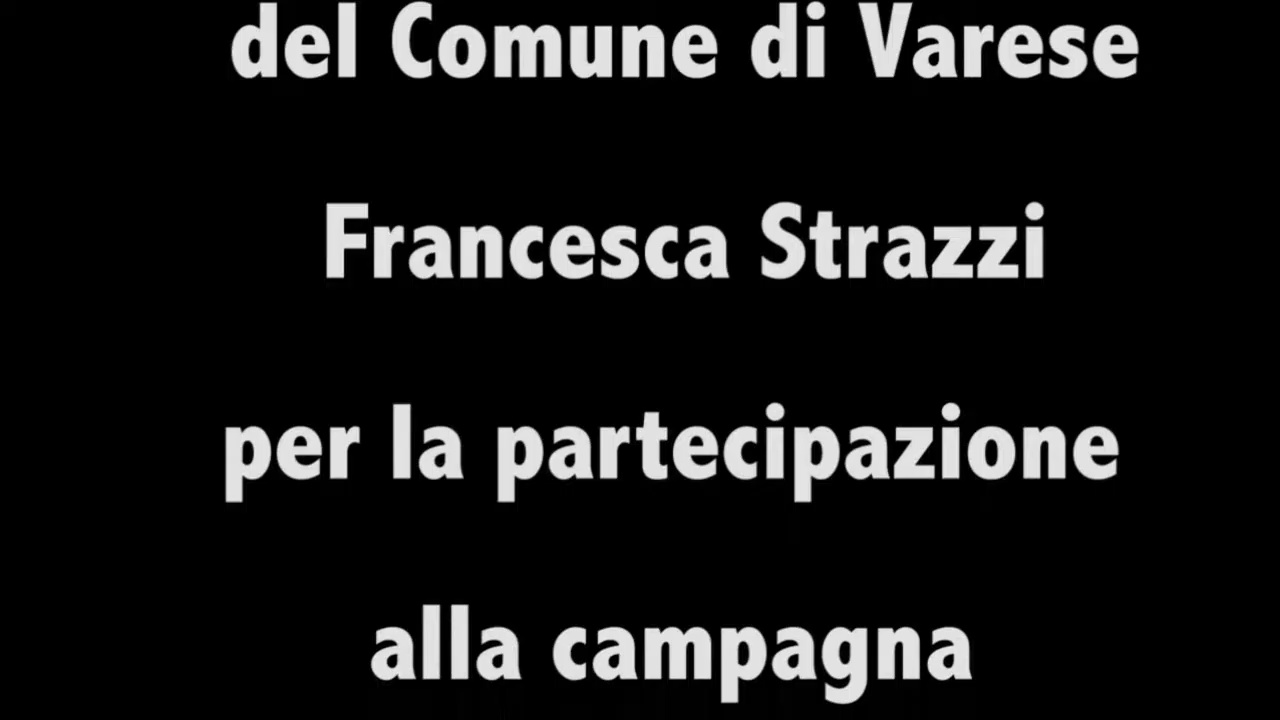 del Comune di Varese
Francesca Strazzi
per la partecipazione
alla campagna